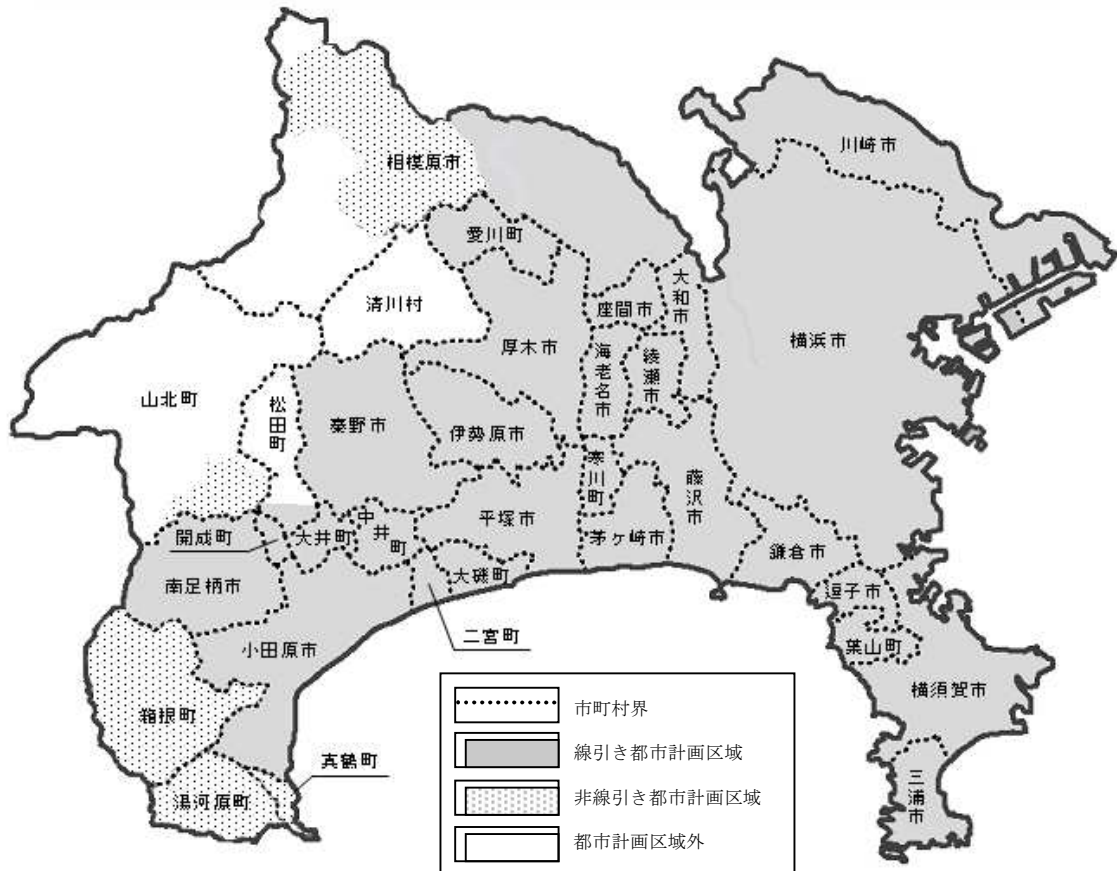 川崎市
相模原市
愛川町
大和市
座間市
清川村
横浜市
厚木市
海老名市
綾瀬市
山北町
松田町
秦野市
伊勢原市
寒川町
藤沢市
平塚市
中井町
開成町
大井町
茅ヶ崎市
鎌倉市
南足柄市
大磯町
逗子市
二宮町
小田原市
葉山町
横須賀市
箱根町
真鶴町
湯河原町
三浦市
市町村界
線引き都市計画区域
非線引き都市計画区域
都市計画区域外